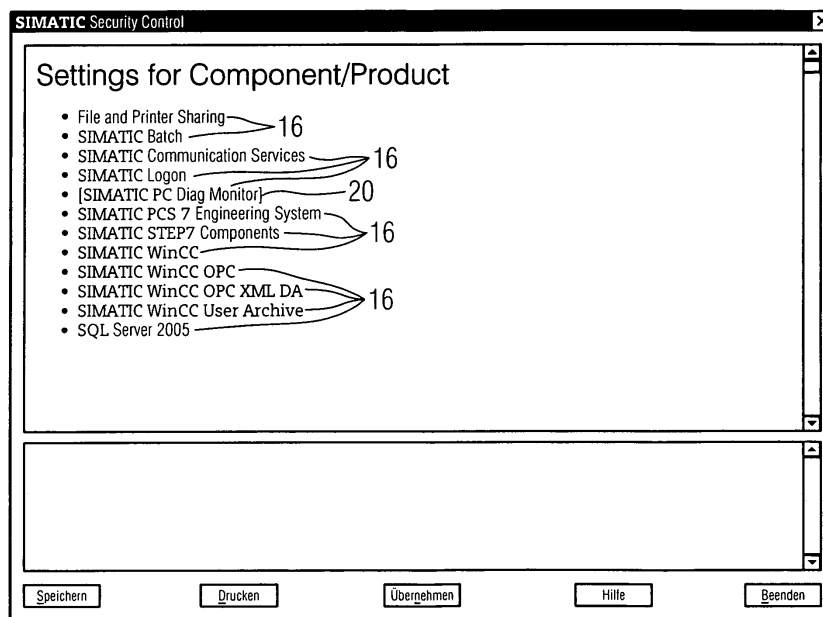 SIMATIC Security Control X
Settings for Component/Product
• File and Printer Sharing
• SIMATIC Batch
16
• SIMATIC Communication Services
• SIMATIC Logon
16
• [SIMATIC PC Diag Monitor]
20
• SIMATIC PCS 7 Engineering System
• SIMATIC STEP7 Components
16
• SIMATIC WinCC
• SIMATIC WinCC OPC
• SIMATIC WinCC OPC XML DA
16
• SIMATIC WinCC User Archive
• SQL Server 2005
Speichern Drucken Übernehmen Hilfe Beenden